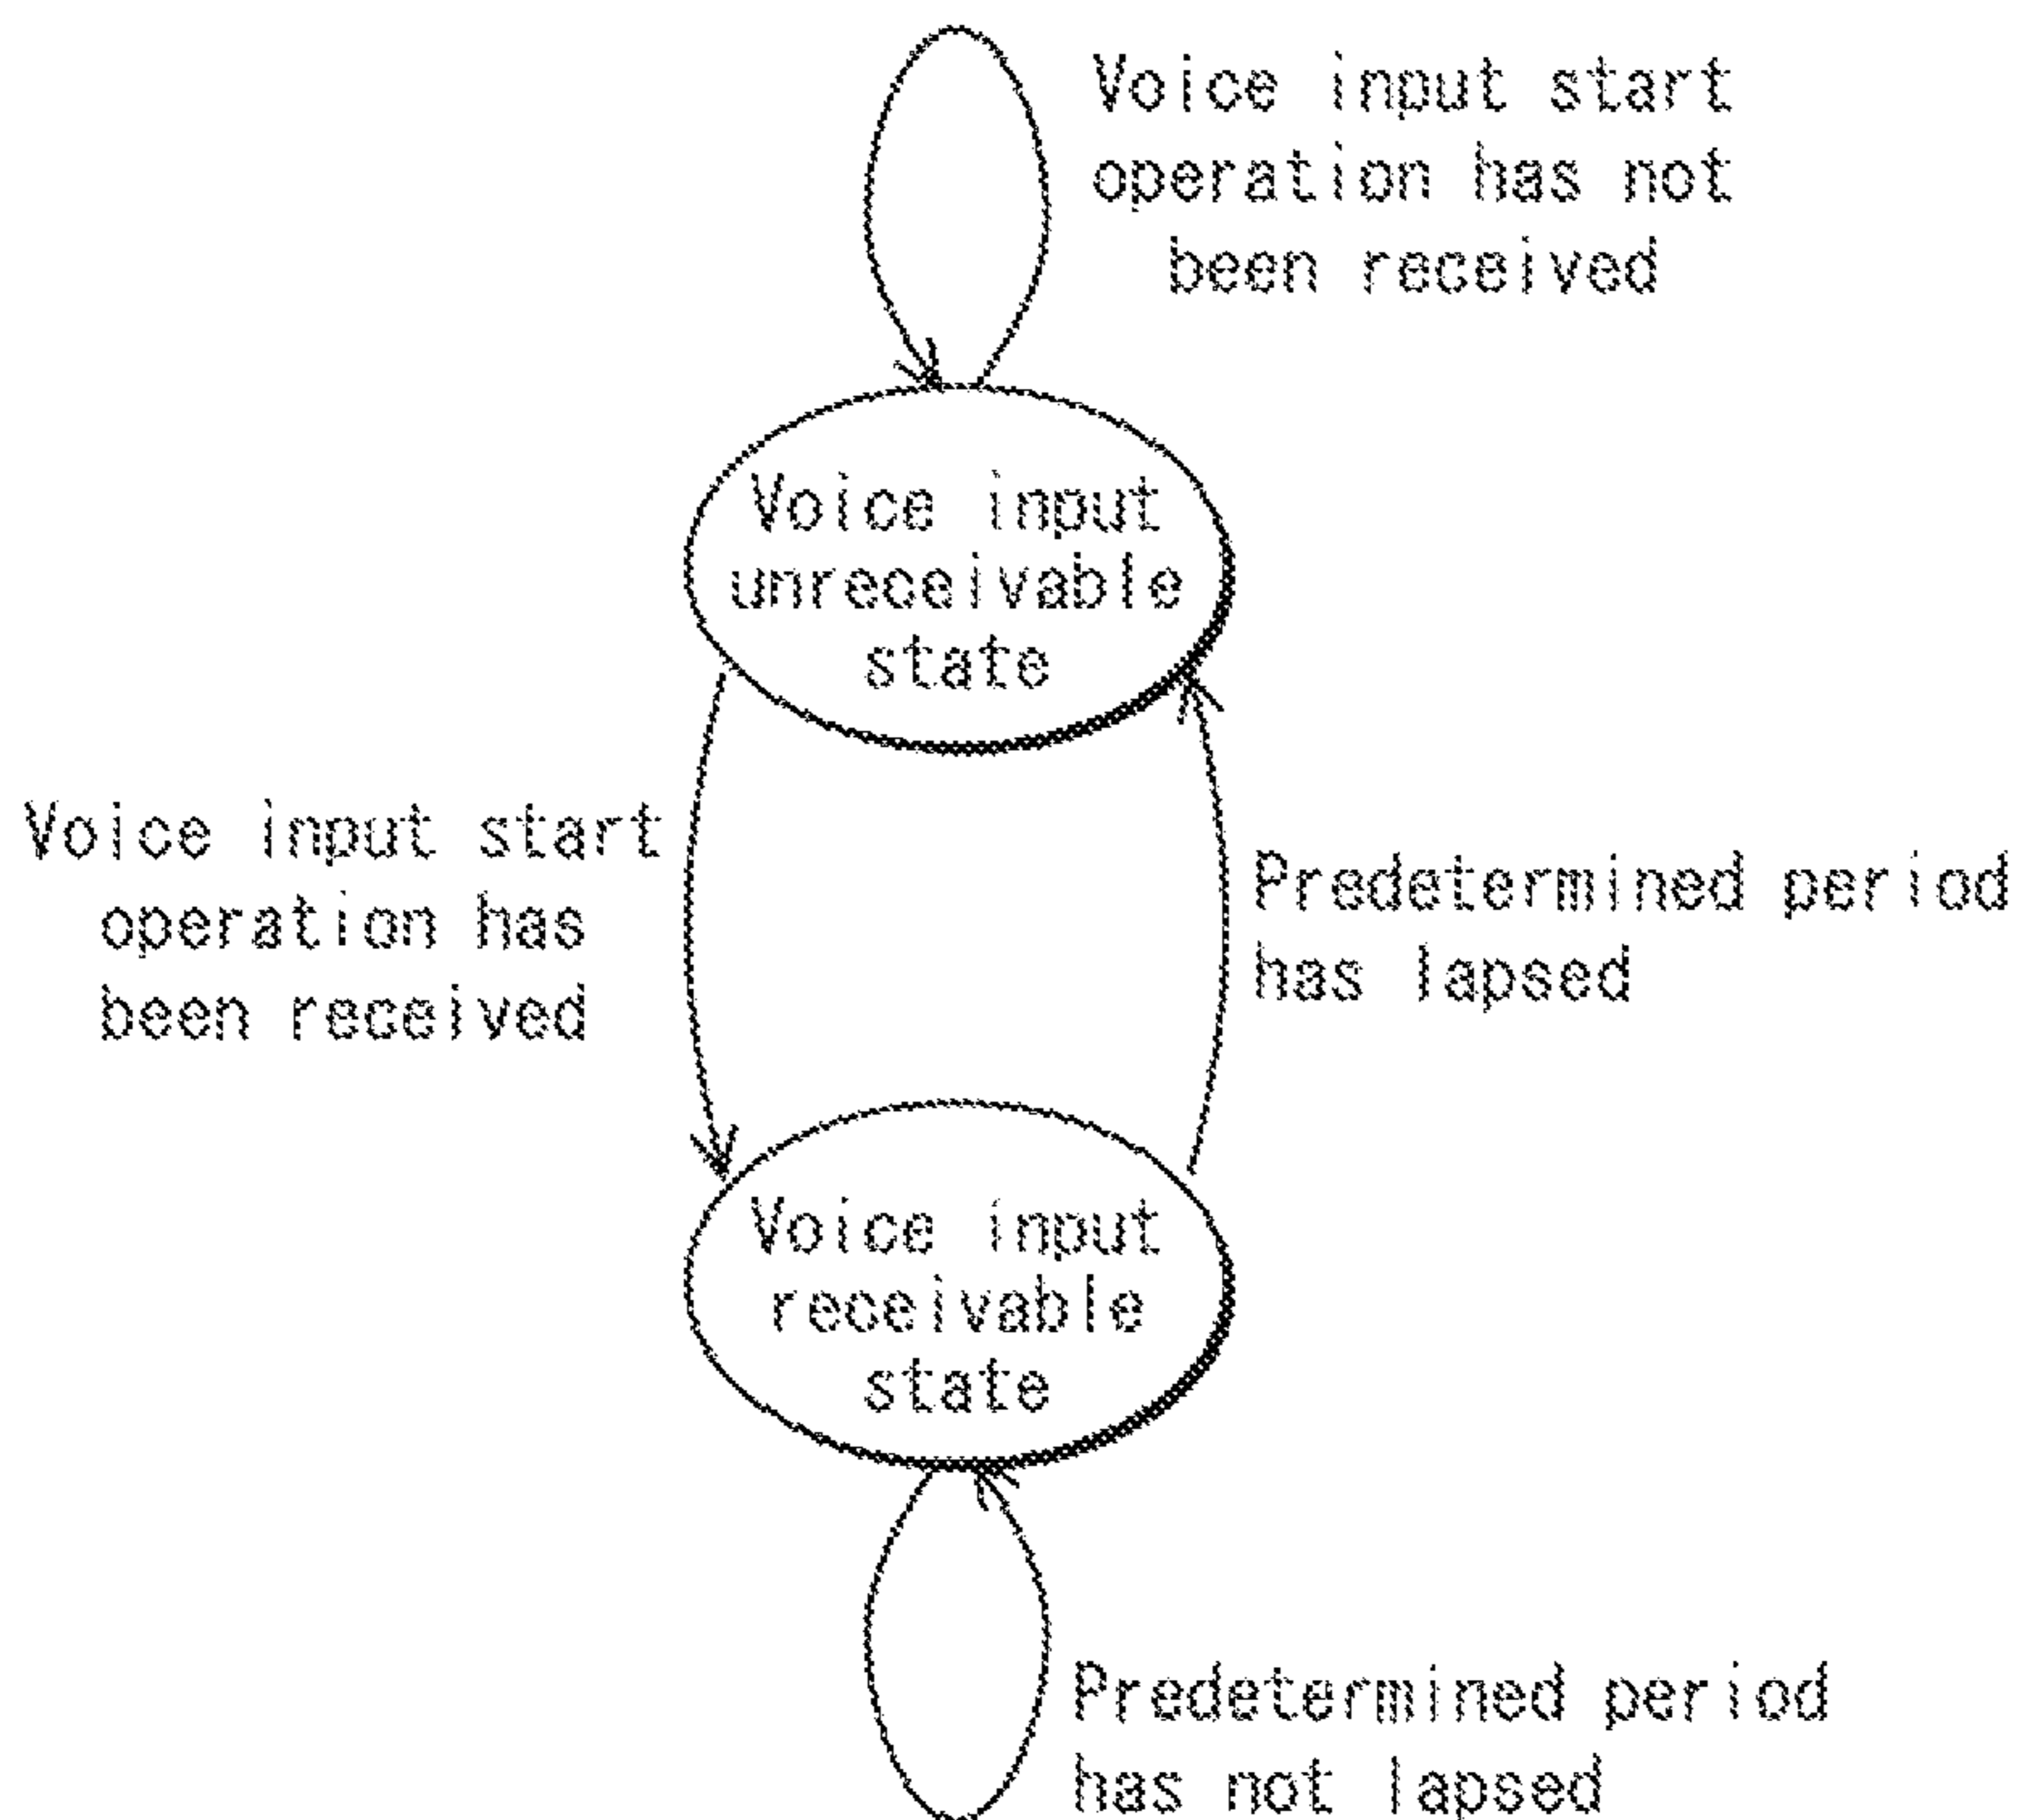 Voice input start
operation has not
been received
Voice input
unreceivable
state
Voice input start
operation has
been received
Predetermined period
has lapsed
Voice input
receivable
state
Predetermined period
has not lapsed